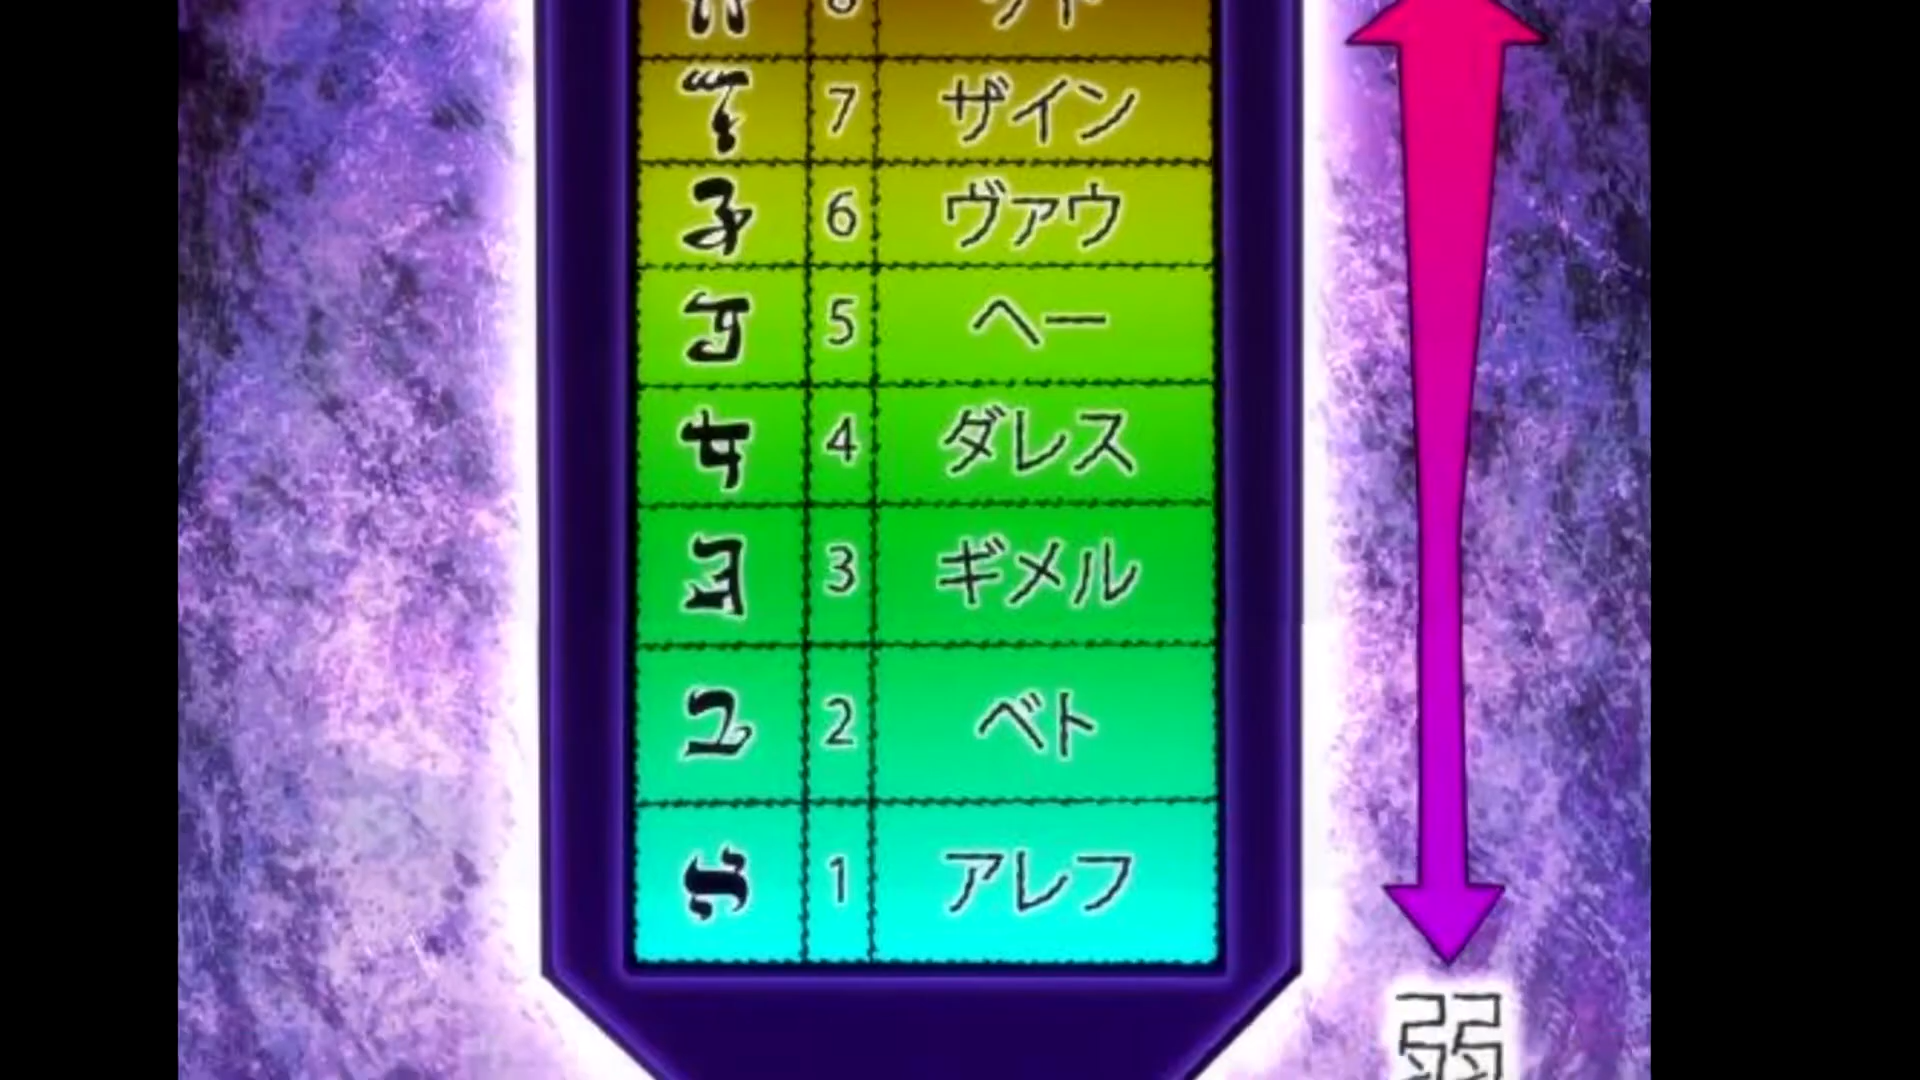 7 ザイン
6 ヴァウ
5 ヘー
4 ダレス
3 ギメル
2 ベト
1 アレフ
弱